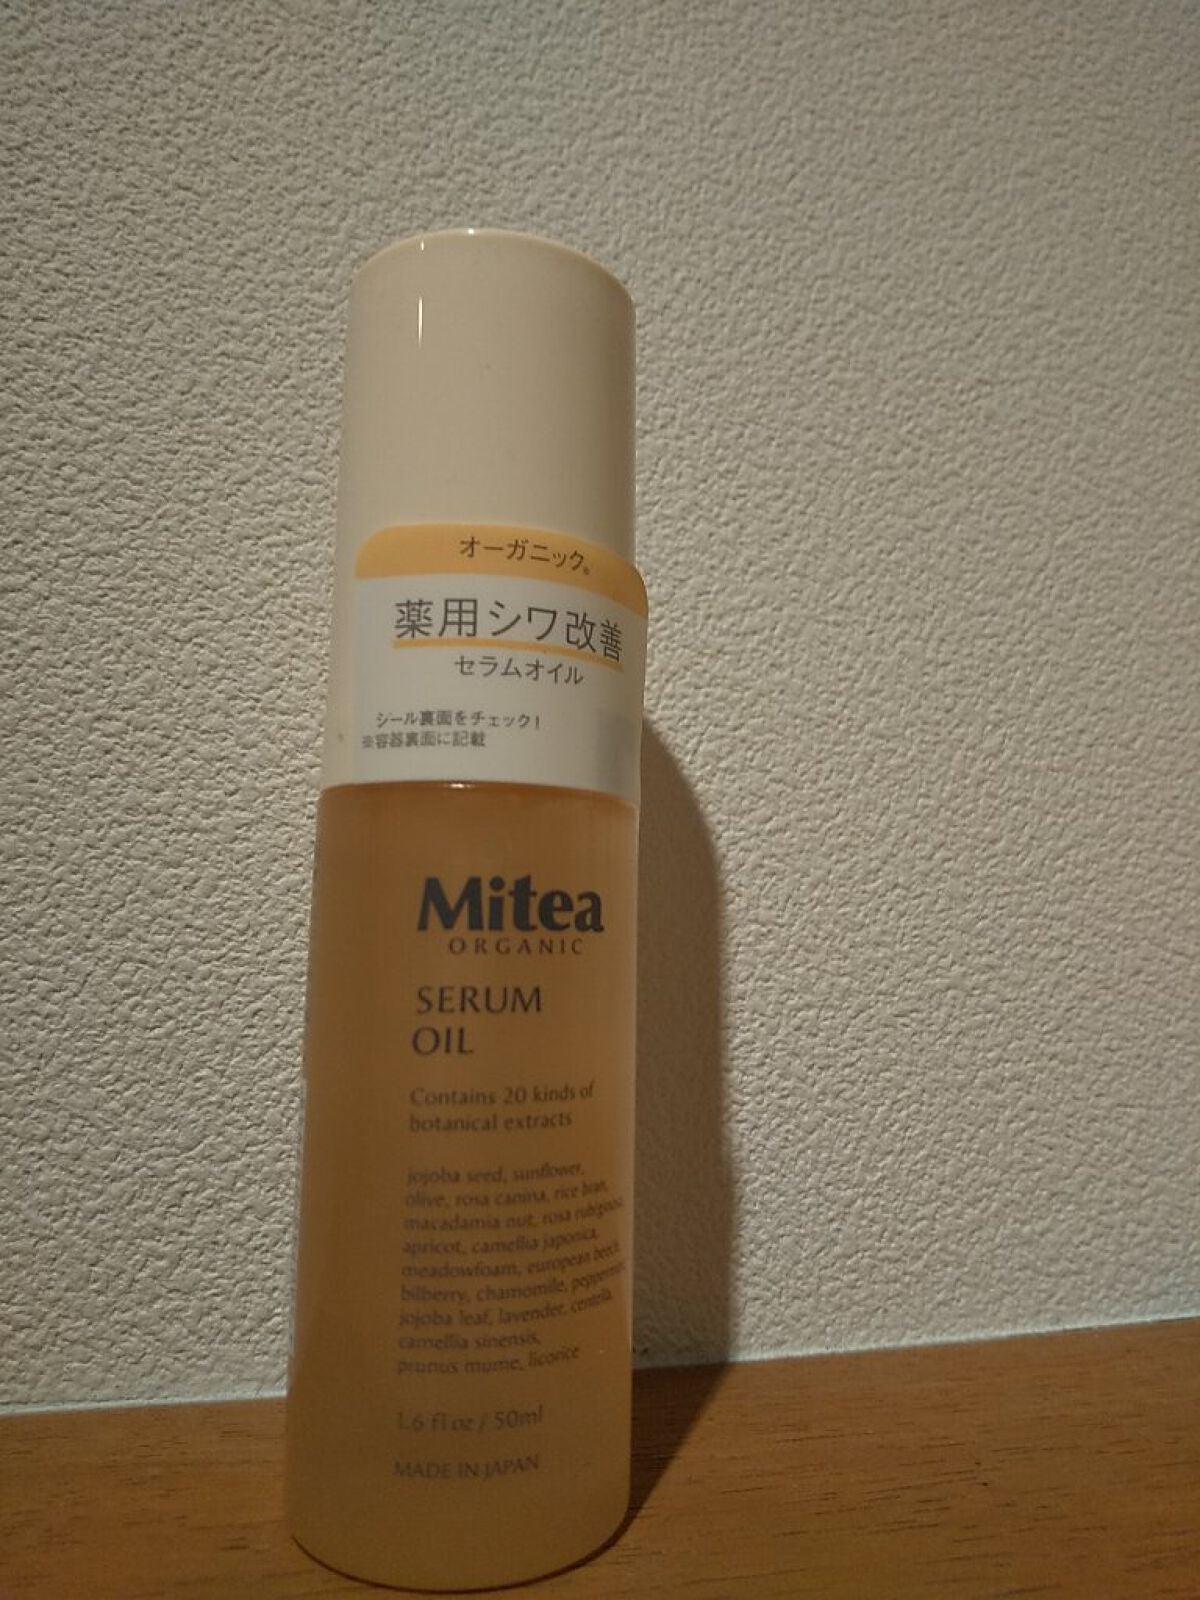 オーガニック。
薬用シワ改善
セラムオイル
シール裏面をチェック!
※容器裏面に記載
Mitea
ORGANIC
SERUM
OIL
Contains 20 kinds of
botanical extracts
jojoba seed, sunflower,
olive, rosa canina, rice bran,
macadamia nut, rosa rubiginosa,
apricot, camellia japonica,
meadowfoam, european beech,
bilberry, chamomile, peppermint,
jojoba leaf, lavender, centella,
camellia sinensis,
prunus mume, licorice
1.6 fl oz / 50ml
MADE IN JAPAN